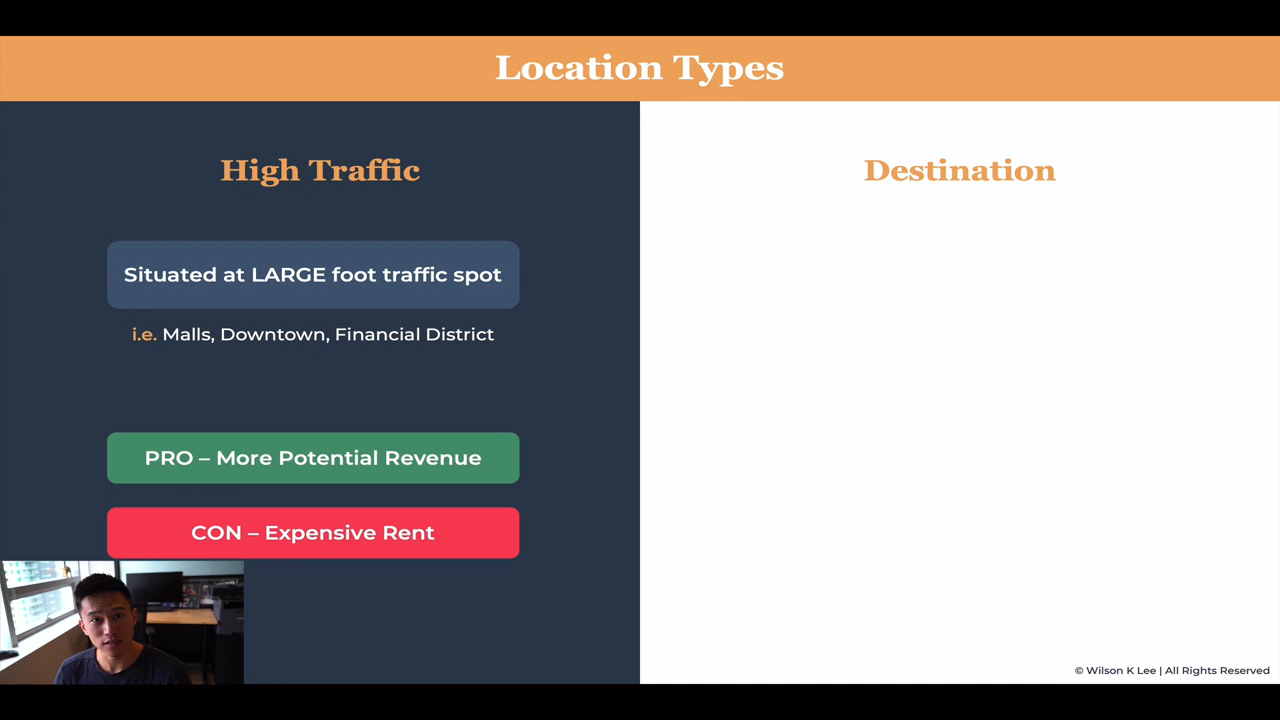 Location Types
High Traffic
Situated at LARGE foot traffic spot
i.e. Malls, Downtown, Financial District
PRO – More Potential Revenue
CON – Expensive Rent
Destination
© Wilson K Lee | All Rights Reserved